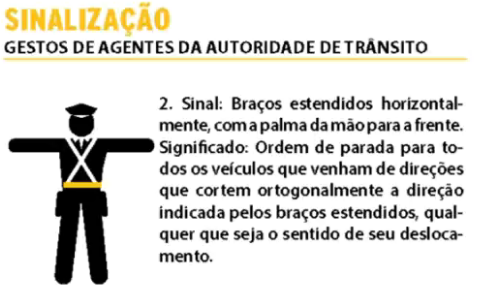 SINALIZAÇÃO
GESTOS DE AGENTES DA AUTORIDADE DE TRÂNSITO
2. Sinal: Braços estendidos horizontal-
mente, com a palma da mão para a frente.
Significado: Ordem de parada para to-
dos os veículos que venham de direções
que cortem ortogonalmente a direção
indicada pelos braços estendidos, qual-
quer que seja o sentido de seu desloca-
mento.